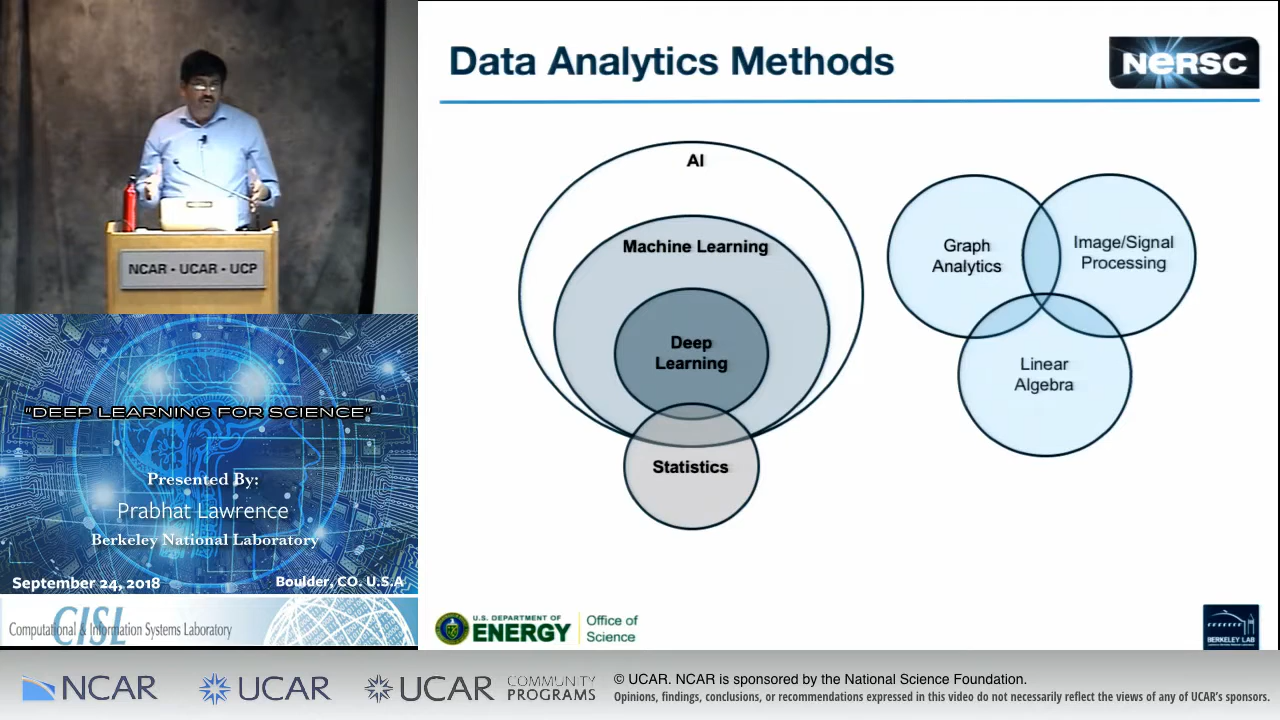 Data Analytics Methods
NERSC
AI
Machine Learning
Deep
Learning
Statistics
Graph
Analytics
Image/Signal
Processing
Linear
Algebra
NCAR • UCAR • UCP
"DEEP LEARNING FOR SCIENCE"
Presented By:
Prabhat Lawrence
Berkeley National Laboratory
September 24, 2018
Boulder, CO. U.S.A
CISL
Computational & Information Systems Laboratory
U.S. DEPARTMENT OF
ENERGY
Office of
Science
BERKELEY LAB
NCAR
UCAR
UCAR
COMMUNITY
PROGRAMS
© UCAR. NCAR is sponsored by the National Science Foundation.
Opinions, findings, conclusions, or recommendations expressed in this video do not necessarily reflect the views of any of UCAR's sponsors.